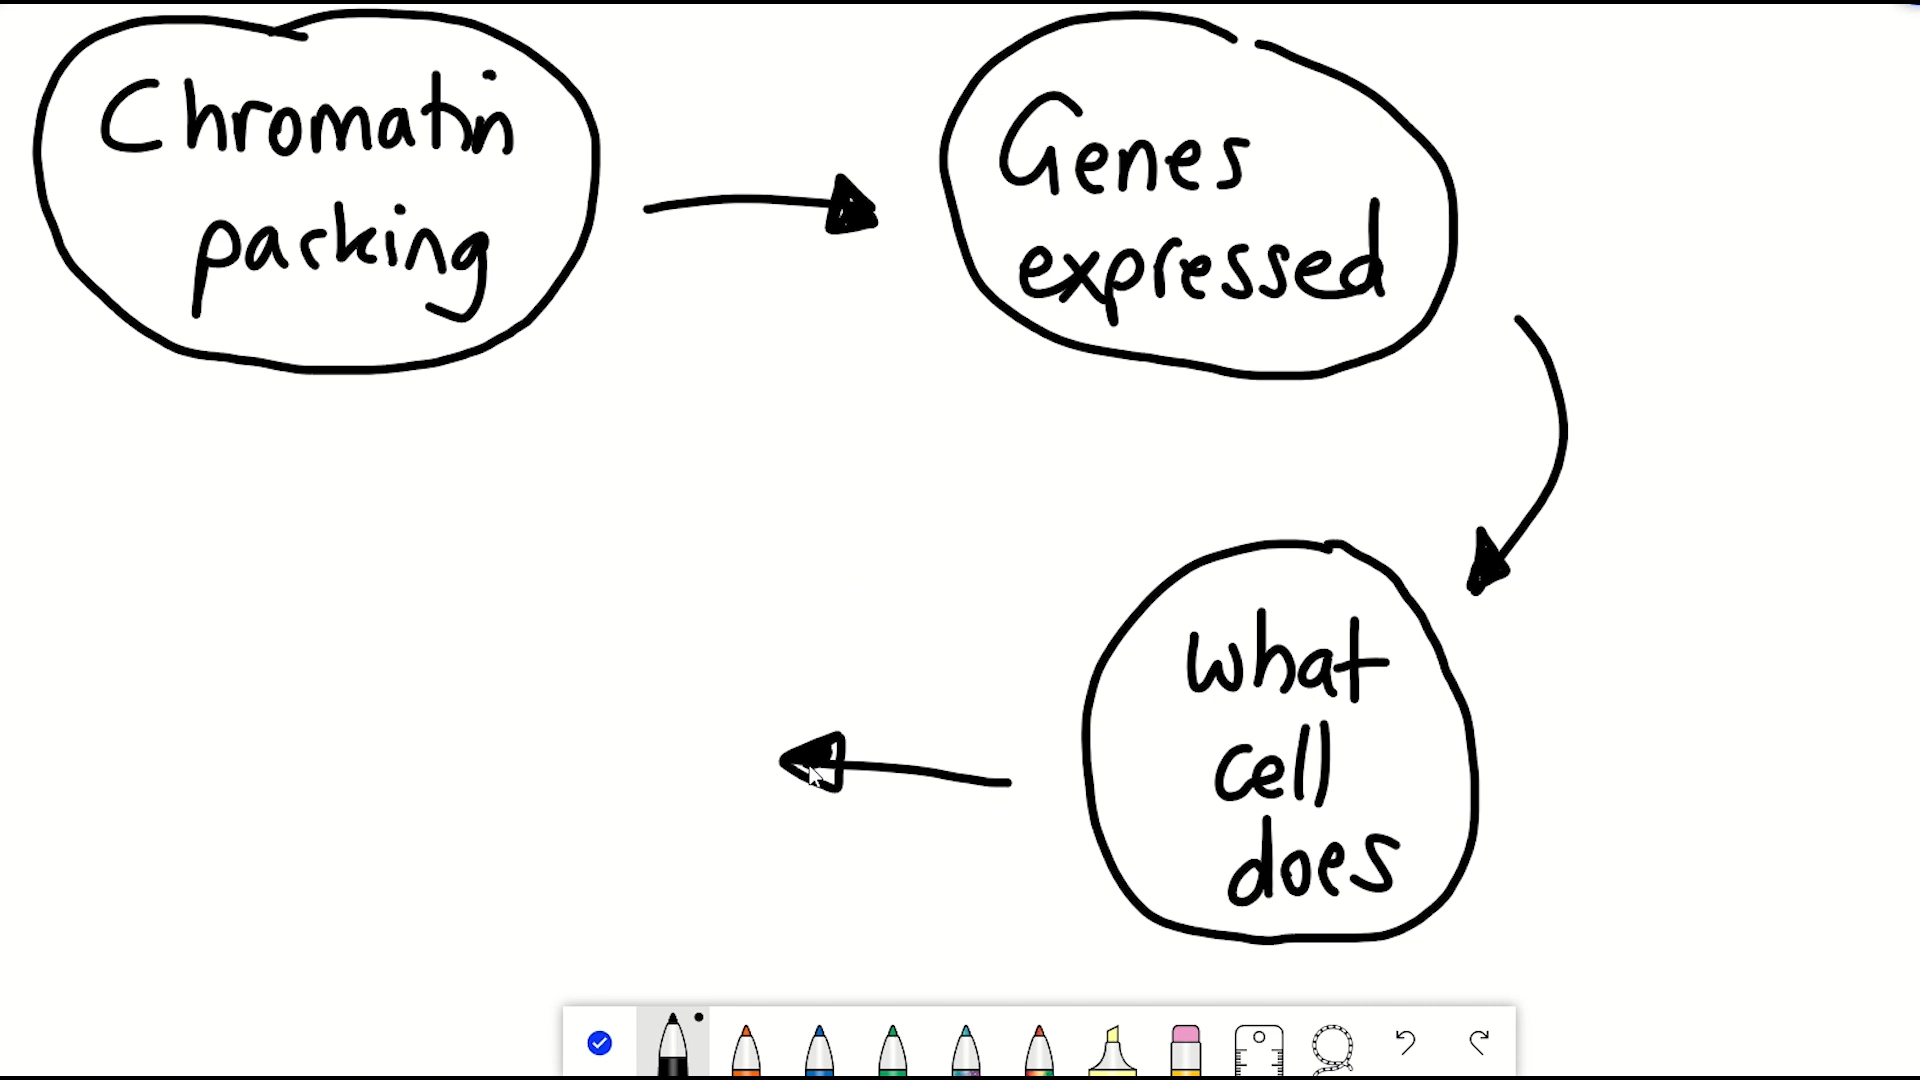 Chromatin
packing
Genes
expressed
what
cell
does